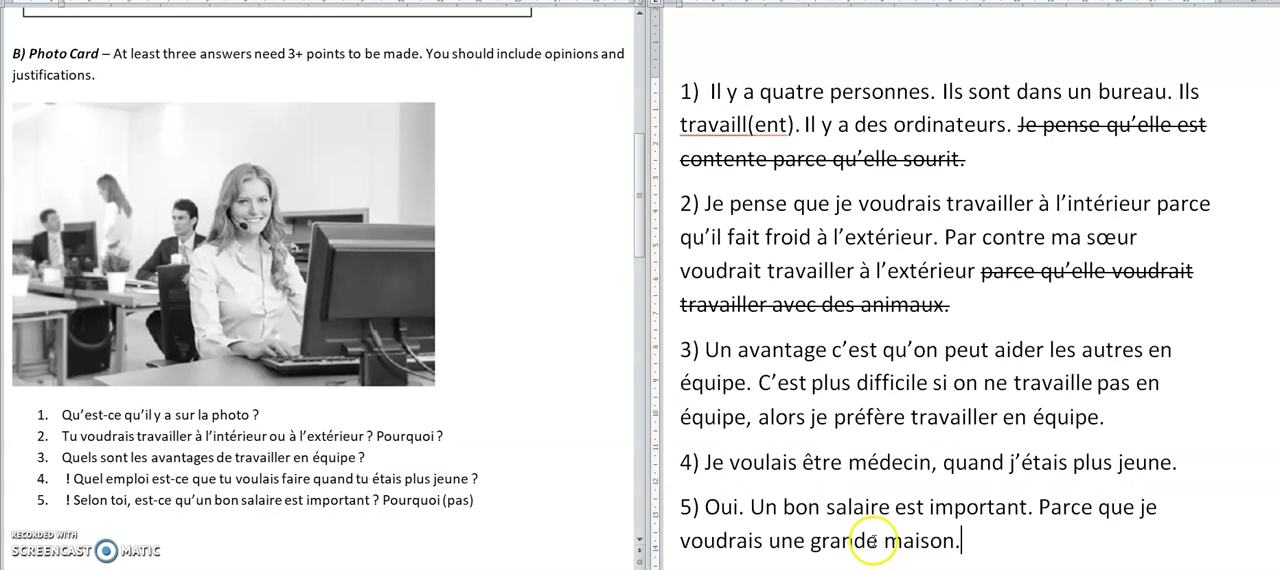 B) Photo Card – At least three answers need 3+ points to be made. You should include opinions and
justifications.
1. Qu’est-ce qu’il y a sur la photo ?
2. Tu voudrais travailler à l’intérieur ou à l’extérieur ? Pourquoi ?
3. Quels sont les avantages de travailler en équipe ?
4. ! Quel emploi est-ce que tu voulais faire quand tu étais plus jeune ?
5. ! Selon toi, est-ce qu’un bon salaire est important ? Pourquoi (pas)
RECORDED WITH
SCREENCAST MATIC
1) Il y a quatre personnes. Ils sont dans un bureau. Ils
travaill(ent). Il y a des ordinateurs. Je pense qu’elle est
contente parce qu’elle sourit.
2) Je pense que je voudrais travailler à l’intérieur parce
qu’il fait froid à l’extérieur. Par contre ma sœur
voudrait travailler à l’extérieur parce qu’elle voudrait
travailler avec des animaux.
3) Un avantage c’est qu’on peut aider les autres en
équipe. C’est plus difficile si on ne travaille pas en
équipe, alors je préfère travailler en équipe.
4) Je voulais être médecin, quand j’étais plus jeune.
5) Oui. Un bon salaire est important. Parce que je
voudrais une grande maison.